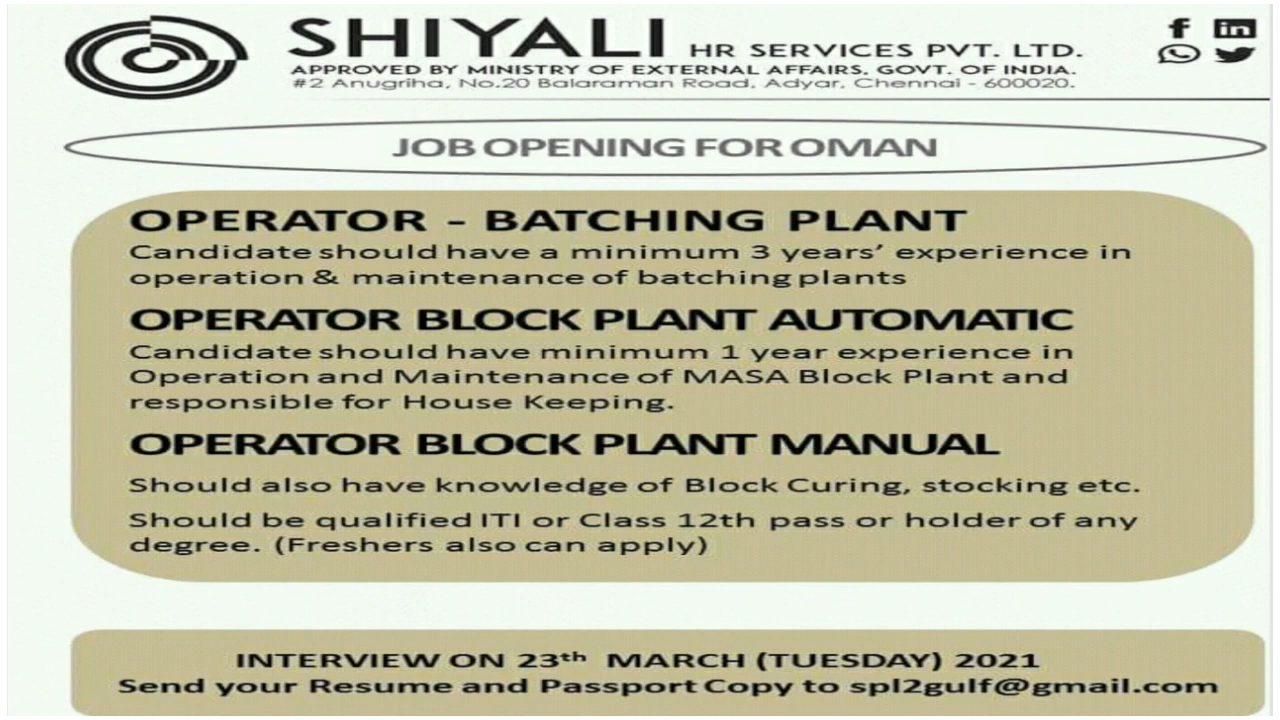 SHIYALI HR SERVICES PVT. LTD.
APPROVED BY MINISTRY OF EXTERNAL AFFAIRS, GOVT. OF INDIA.
#2 Anugriha, No.20 Balaraman Road, Adyar, Chennai - 600020.
JOB OPENING FOR OMAN
OPERATOR - BATCHING PLANT
Candidate should have a minimum 3 years' experience in
operation & maintenance of batching plants
OPERATOR BLOCK PLANT AUTOMATIC
Candidate should have minimum 1 year experience in
Operation and Maintenance of MASA Block Plant and
responsible for House Keeping.
OPERATOR BLOCK PLANT MANUAL
Should also have knowledge of Block Curing, stocking etc.
Should be qualified ITI or Class 12th pass or holder of any
degree. (Freshers also can apply)
INTERVIEW ON 23th MARCH (TUESDAY) 2021
Send your Resume and Passport Copy to spl2gulf@gmail.com